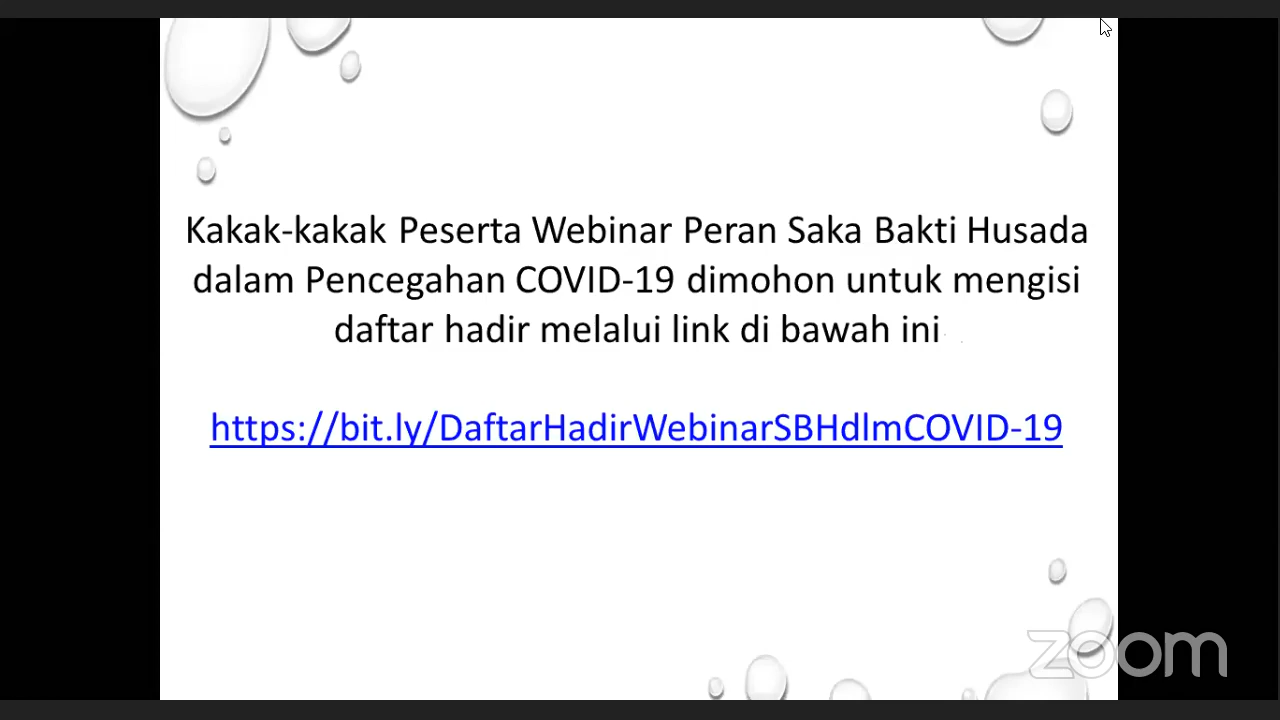 Kakak-kakak Peserta Webinar Peran Saka Bakti Husada
dalam Pencegahan COVID-19 dimohon untuk mengisi
daftar hadir melalui link di bawah ini
https://bit.ly/DaftarHadirWebinarSBHdlmCOVID-19
zoom